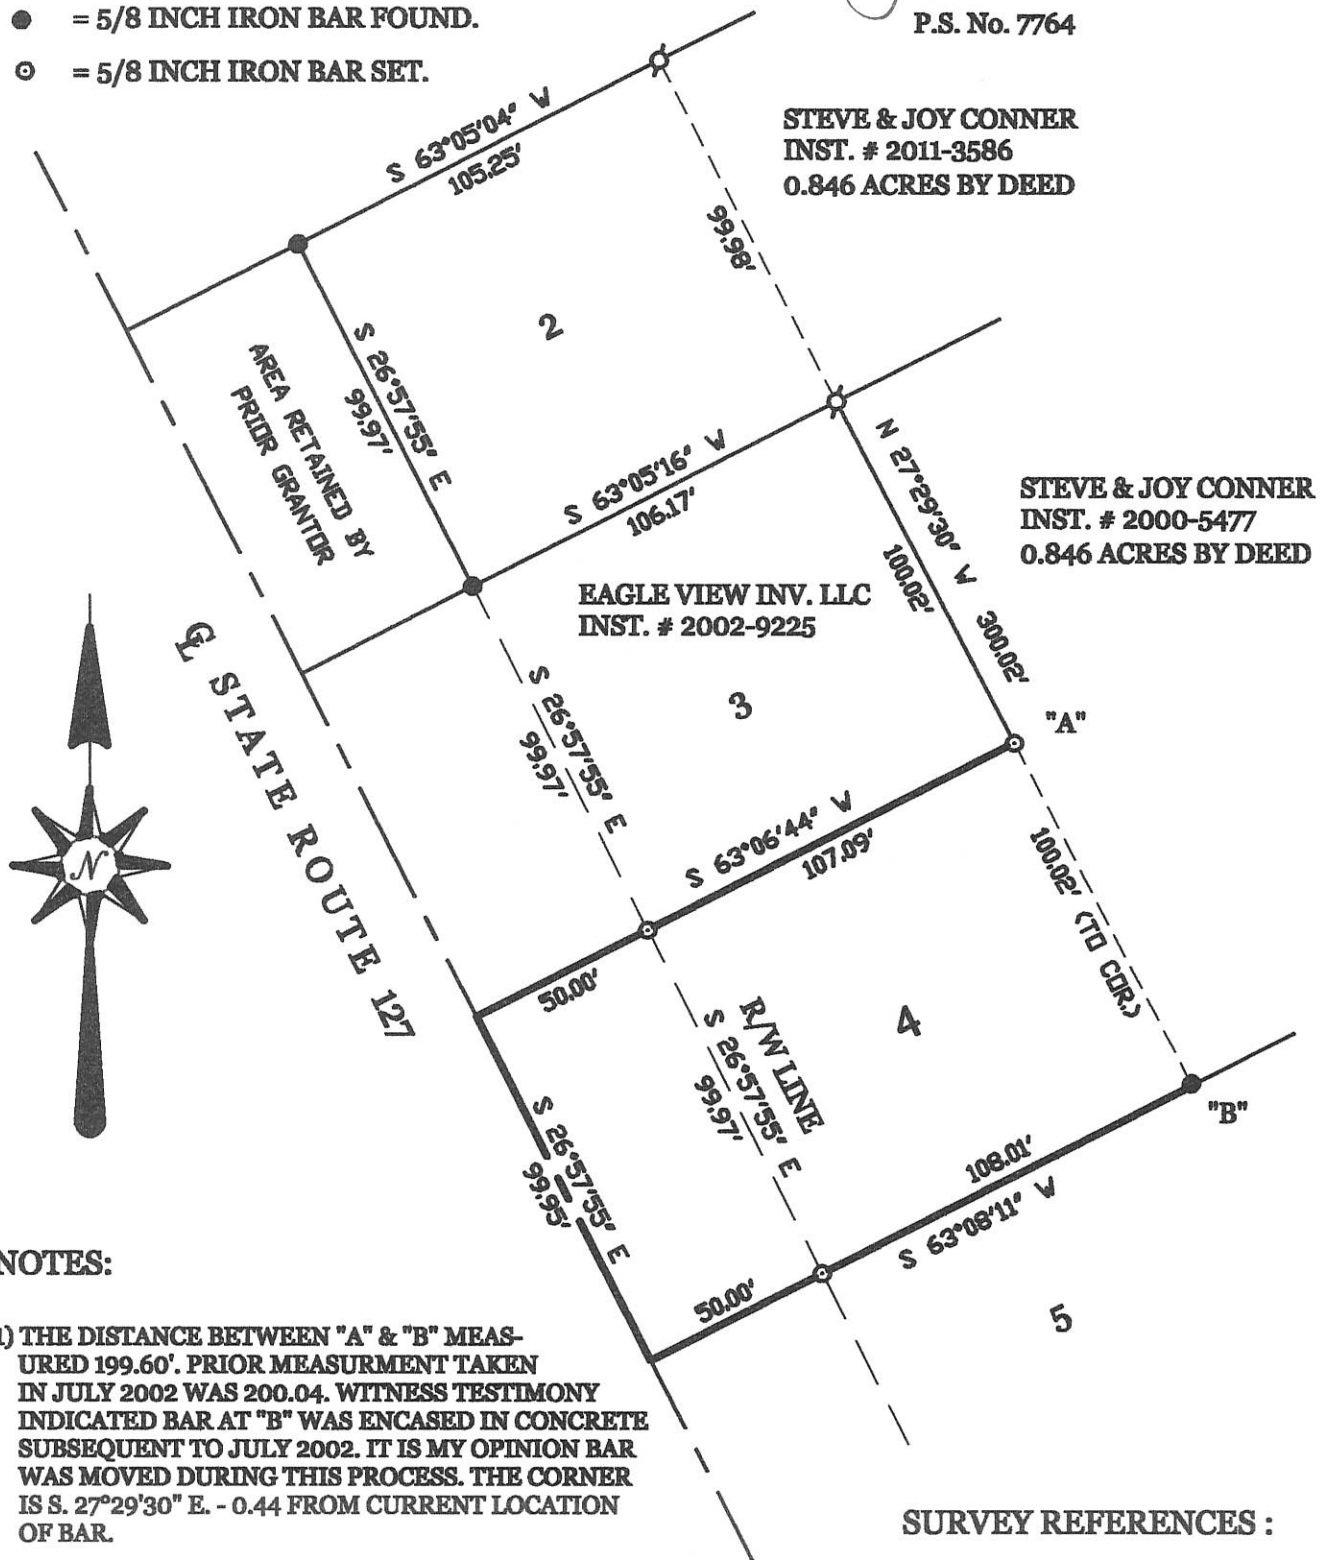 = 5/8 INCH IRON BAR FOUND.
= 5/8 INCH IRON BAR SET.
P.S. No. 7764
STEVE & JOY CONNER
INST. # 2011-3586
0.846 ACRES BY DEED
S 63°05'04" W
105.25'
99.98'
2
S 26°57'55" E
99.97'
AREA RETAINED BY
PRIOR GRANTOR
S 63°05'16" W
106.17'
N 27°29'30" W 300.02'
100.02'
STEVE & JOY CONNER
INST. # 2000-5477
0.846 ACRES BY DEED
EAGLE VIEW INV. LLC
INST. # 2002-9225
℄ STATE ROUTE 127
S 26°57'55" E
99.97'
3
"A"
S 63°06'44" W
107.09'
50.00'
100.02' (TO COR.)
N
R/W LINE
S 26°57'55" E
99.97'
4
"B"
S 26°57'55" E
99.95'
108.01'
S 63°08'11" W
50.00'
5
NOTES:
1) THE DISTANCE BETWEEN "A" & "B" MEAS-
URED 199.60'. PRIOR MEASURMENT TAKEN
IN JULY 2002 WAS 200.04. WITNESS TESTIMONY
INDICATED BAR AT "B" WAS ENCASED IN CONCRETE
SUBSEQUENT TO JULY 2002. IT IS MY OPINION BAR
WAS MOVED DURING THIS PROCESS. THE CORNER
IS S. 27°29'30" E. - 0.44 FROM CURRENT LOCATION
OF BAR.
SURVEY REFERENCES :